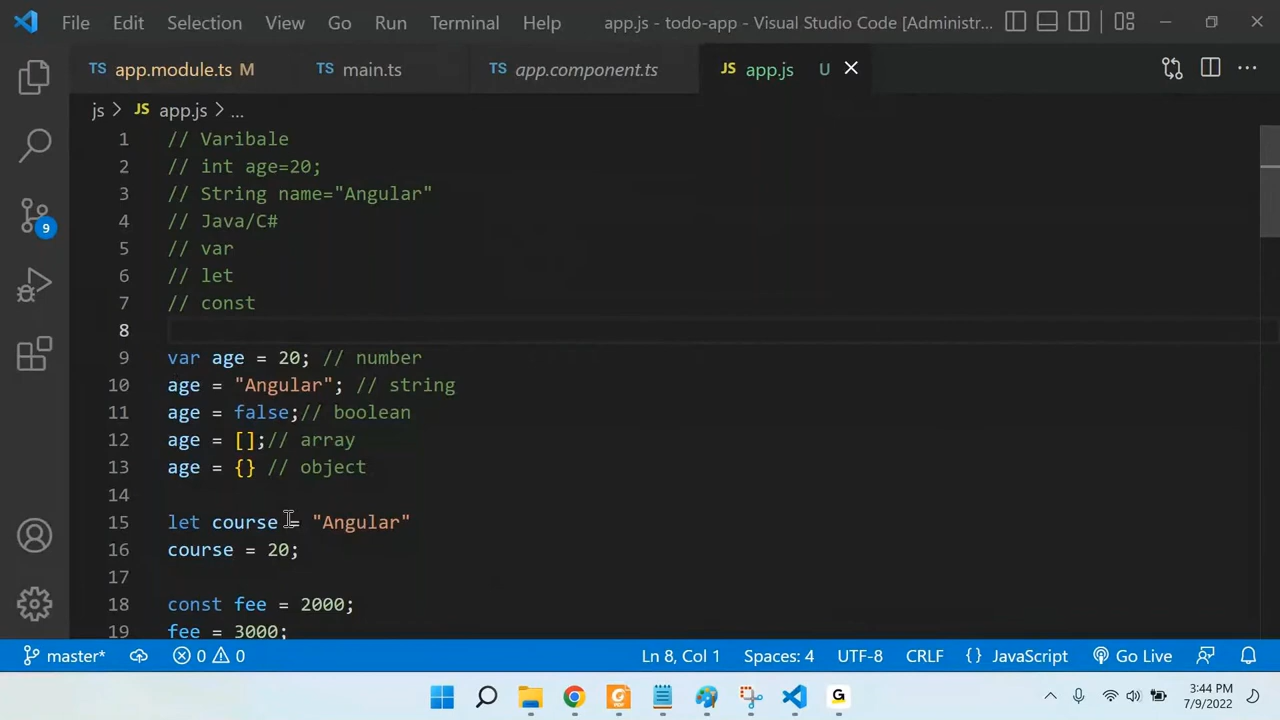 File Edit Selection View Go Run Terminal Help app.js - todo-app - Visual Studio Code [Administr...
TS app.module.ts M TS main.ts TS app.component.ts JS app.js U
js > JS app.js > ...
1 // Varibale
2 // int age=20;
3 // String name="Angular"
4 // Java/C#
5 // var
6 // let
7 // const
8
9 var age = 20; // number
10 age = "Angular"; // string
11 age = false;// boolean
12 age = [];// array
13 age = {} // object
14
15 let course = "Angular"
16 course = 20;
17
18 const fee = 2000;
19 fee = 3000;
9
master* 0 0 Ln 8, Col 1 Spaces: 4 UTF-8 CRLF {} JavaScript Go Live
PDF G
3:44 PM
7/9/2022